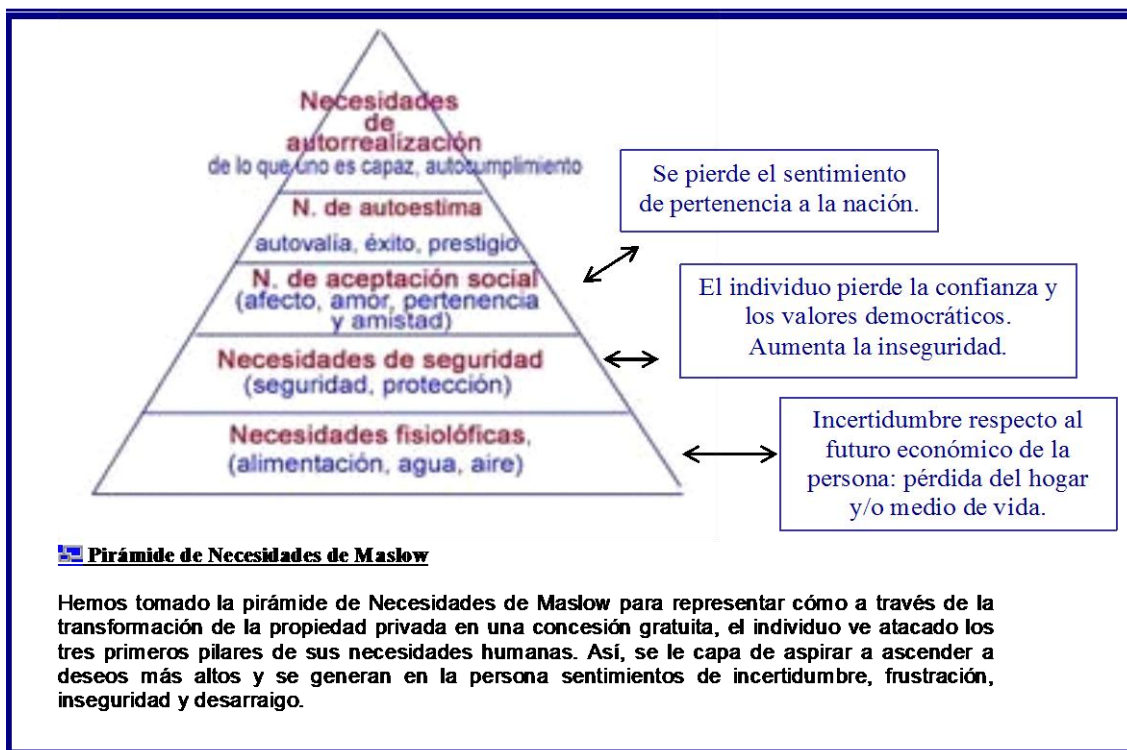 Necesidades
de
autorrealización
de lo que uno es capaz, autocumplimiento
N. de autoestima
autovalía, éxito, prestigio
N. de aceptación social
(afecto, amor, pertenencia
y amistad)
Necesidades de seguridad
(seguridad, protección)
Necesidades fisiolóficas,
(alimentación, agua, aire)
Se pierde el sentimiento
de pertenencia a la nación.
El individuo pierde la confianza y
los valores democráticos.
Aumenta la inseguridad.
Incertidumbre respecto al
futuro económico de la
persona: pérdida del hogar
y/o medio de vida.
Pirámide de Necesidades de Maslow
Hemos tomado la pirámide de Necesidades de Maslow para representar cómo a través de la
transformación de la propiedad privada en una concesión gratuita, el individuo ve atacado los
tres primeros pilares de sus necesidades humanas. Así, se le capa de aspirar a ascender a
deseos más altos y se generan en la persona sentimientos de incertidumbre, frustración,
inseguridad y desarraigo.